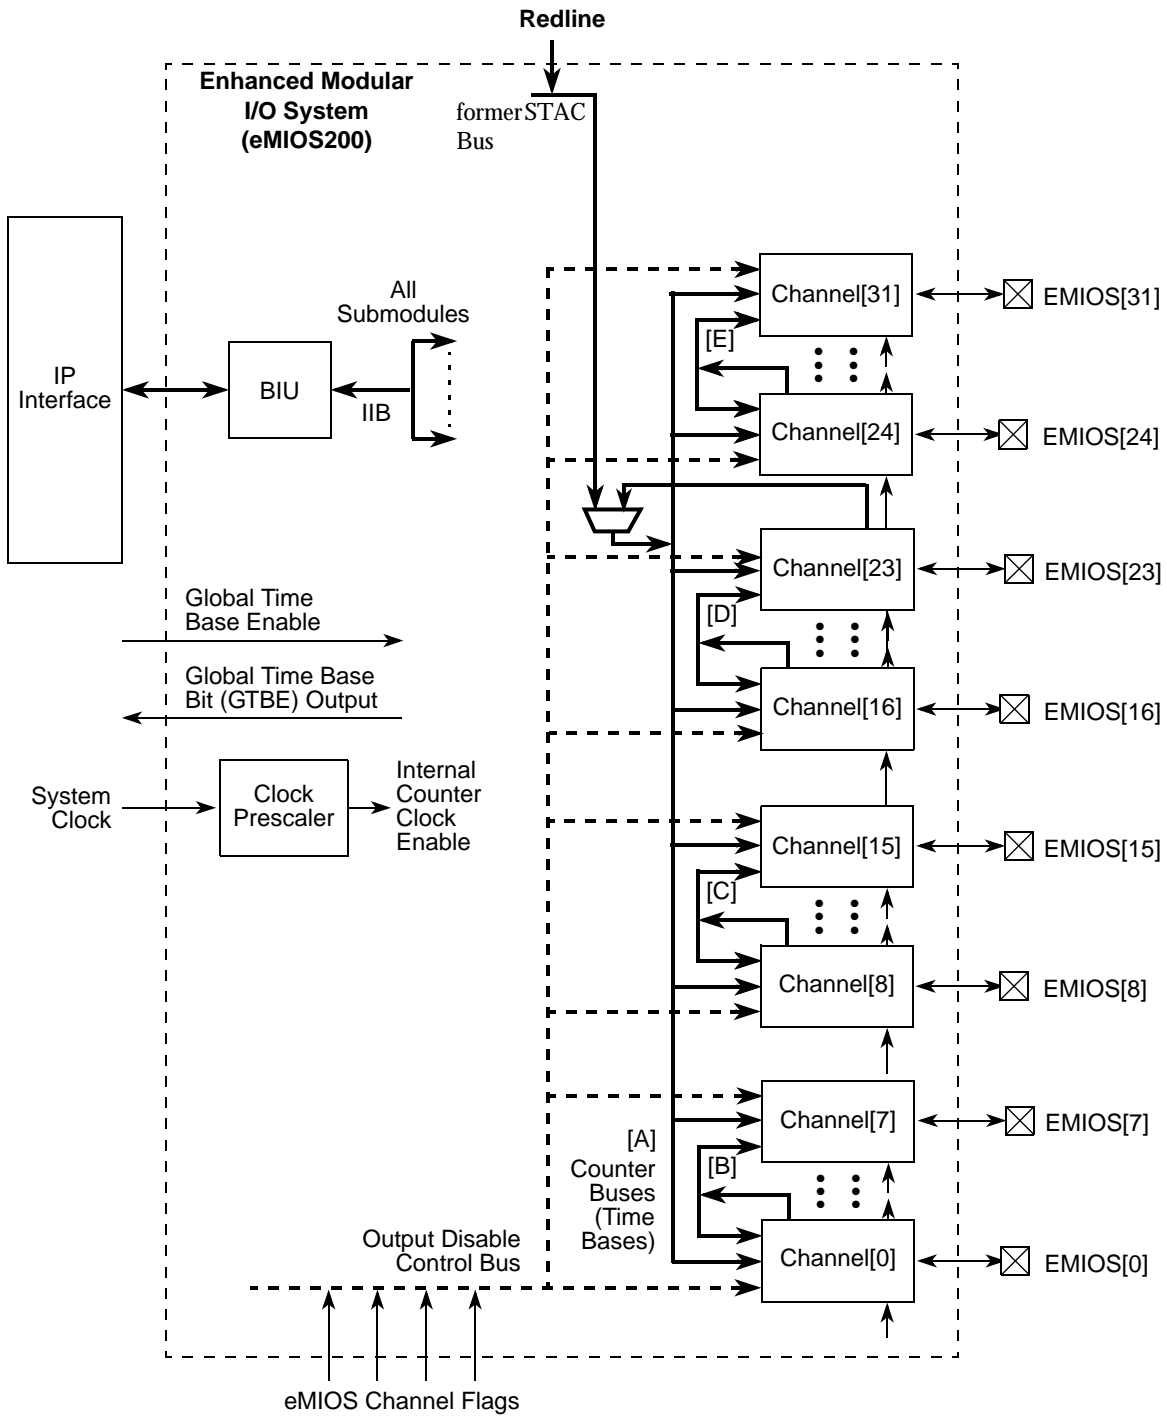 Redline
Enhanced Modular
I/O System
(eMIOS200)
former STAC
Bus
IP
Interface
BIU
IIB
All
Submodules
Channel[31]
EMIOS[31]
[E]
Channel[24]
EMIOS[24]
Channel[23]
EMIOS[23]
[D]
Channel[16]
EMIOS[16]
Global Time
Base Enable
Global Time Base
Bit (GTBE) Output
System
Clock
Clock
Prescaler
Internal
Counter
Clock
Enable
Channel[15]
EMIOS[15]
[C]
Channel[8]
EMIOS[8]
Channel[7]
EMIOS[7]
[A]
Counter
Buses
(Time
Bases)
[B]
Channel[0]
EMIOS[0]
Output Disable
Control Bus
eMIOS Channel Flags